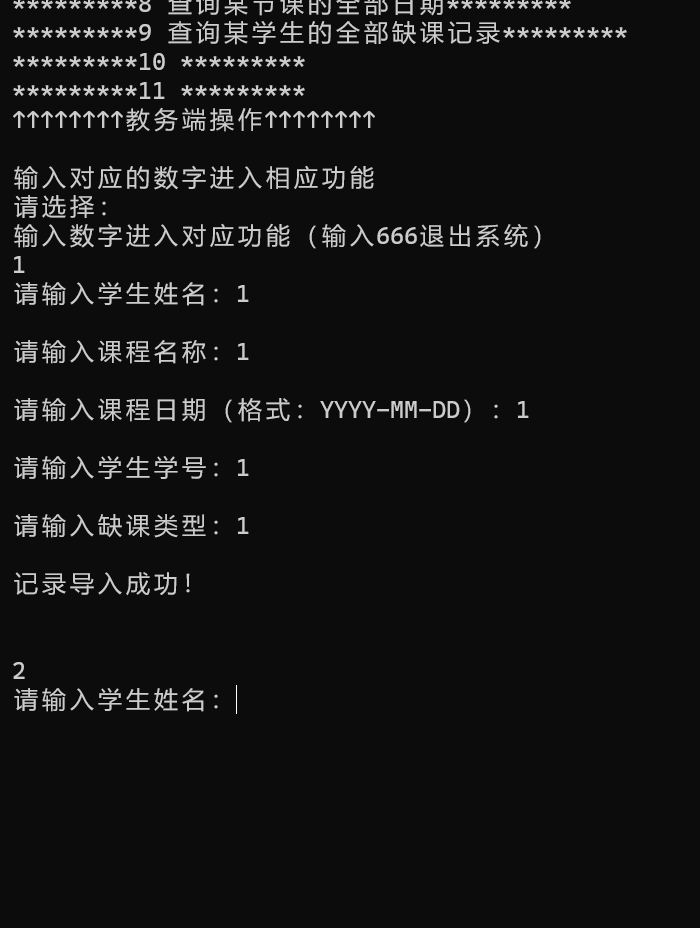 *********8 查询某节课的全部日期*********
*********9 查询某学生的全部缺课记录*********
*********10 *********
*********11 *********
↑↑↑↑↑↑↑↑教务端操作↑↑↑↑↑↑↑↑
输入对应的数字进入相应功能
请选择：
输入数字进入对应功能（输入666退出系统）
1
请输入学生姓名：1
请输入课程名称：1
请输入课程日期（格式：YYYY-MM-DD）：1
请输入学生学号：1
请输入缺课类型：1
记录导入成功！
2
请输入学生姓名：